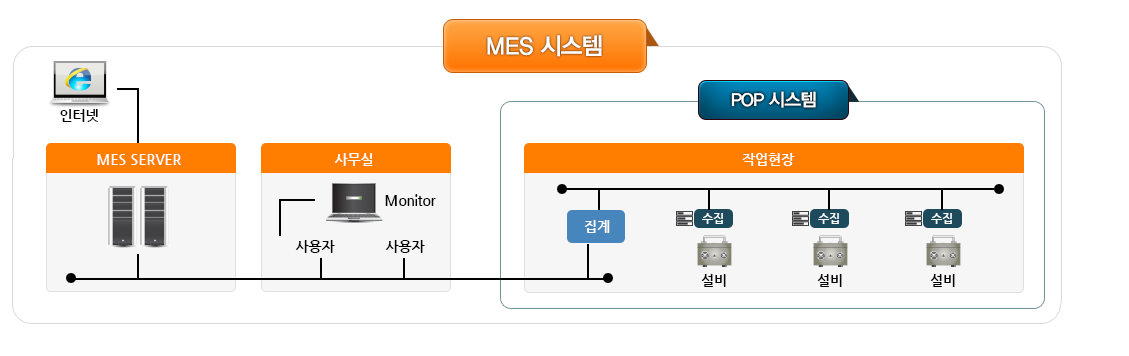 MES 시스템
POP 시스템
인터넷
MES SERVER
사무실
작업현장
Monitor
사용자
사용자
집계
수집
수집
수집
설비
설비
설비